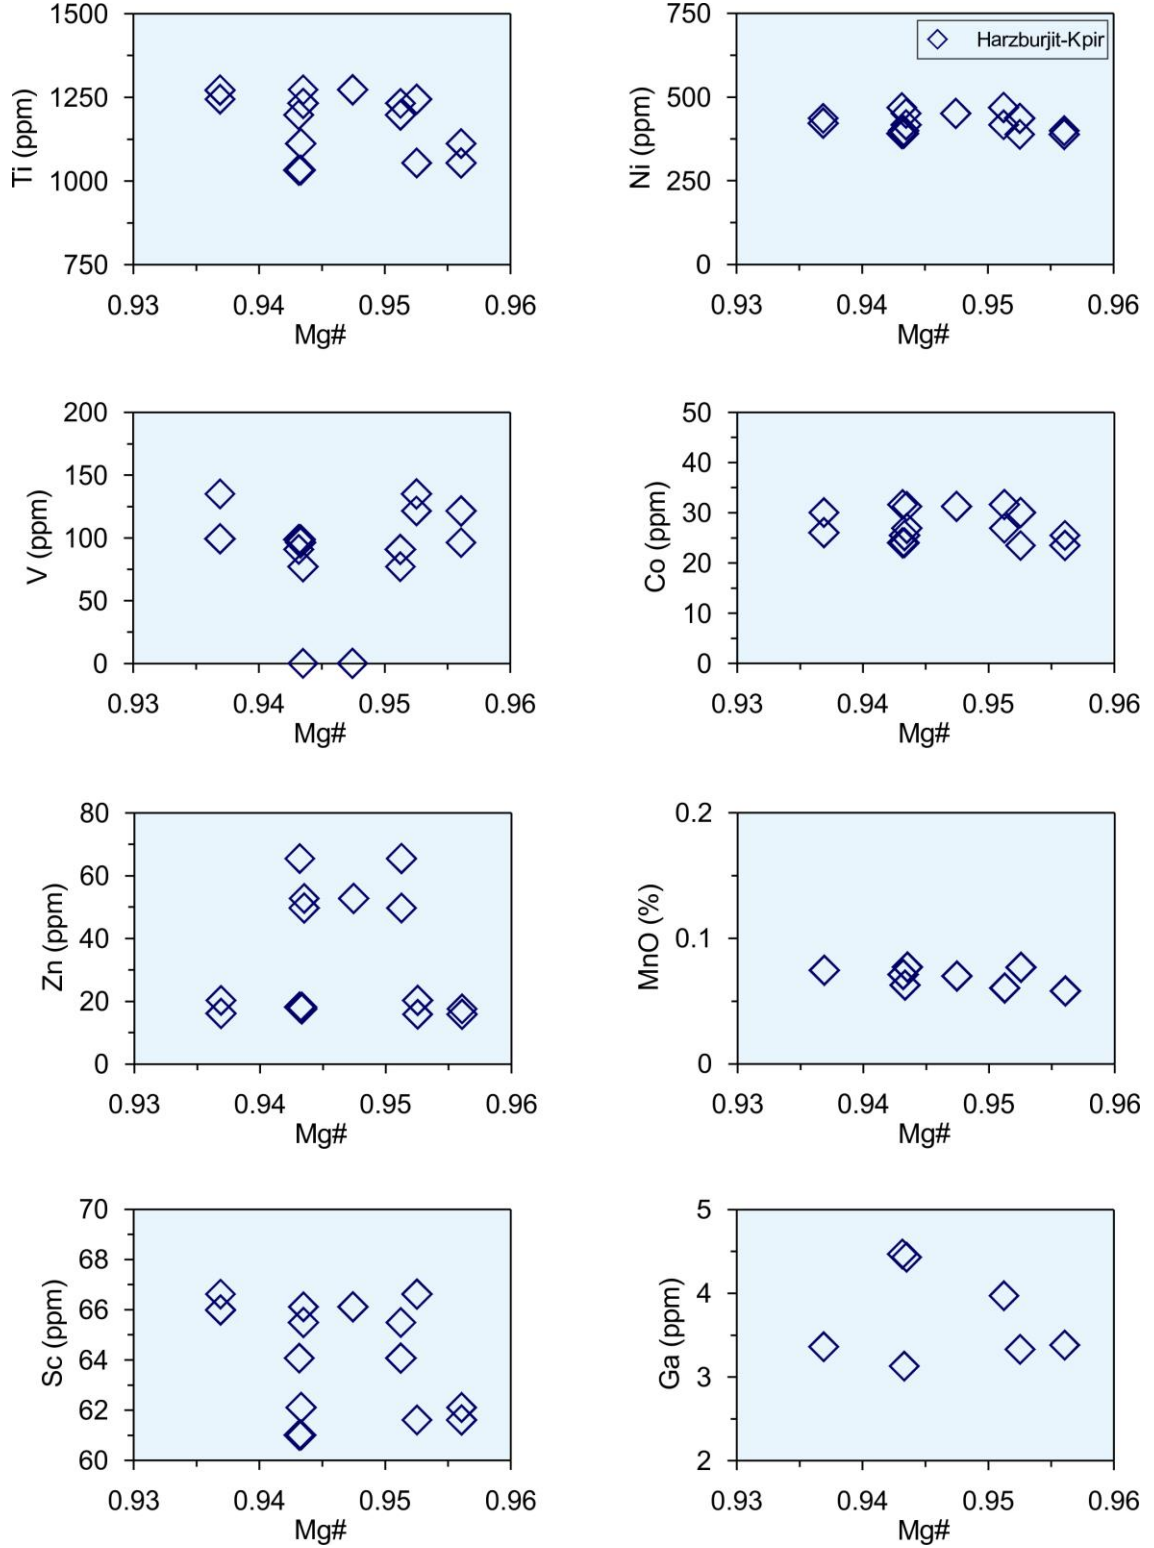 1500
1250
1000
750
Ti (ppm)
0.93 0.94 0.95 0.96
Mg#
750
500
250
0
Ni (ppm)
Harzburjit-Kpir
0.93 0.94 0.95 0.96
Mg#
200
150
100
50
0
V (ppm)
0.93 0.94 0.95 0.96
Mg#
50
40
30
20
10
0
Co (ppm)
0.93 0.94 0.95 0.96
Mg#
80
60
40
20
0
Zn (ppm)
0.93 0.94 0.95 0.96
Mg#
0.2
0.1
0
MnO (%)
0.93 0.94 0.95 0.96
Mg#
70
68
66
64
62
60
Sc (ppm)
0.93 0.94 0.95 0.96
Mg#
5
4
3
2
Ga (ppm)
0.93 0.94 0.95 0.96
Mg#